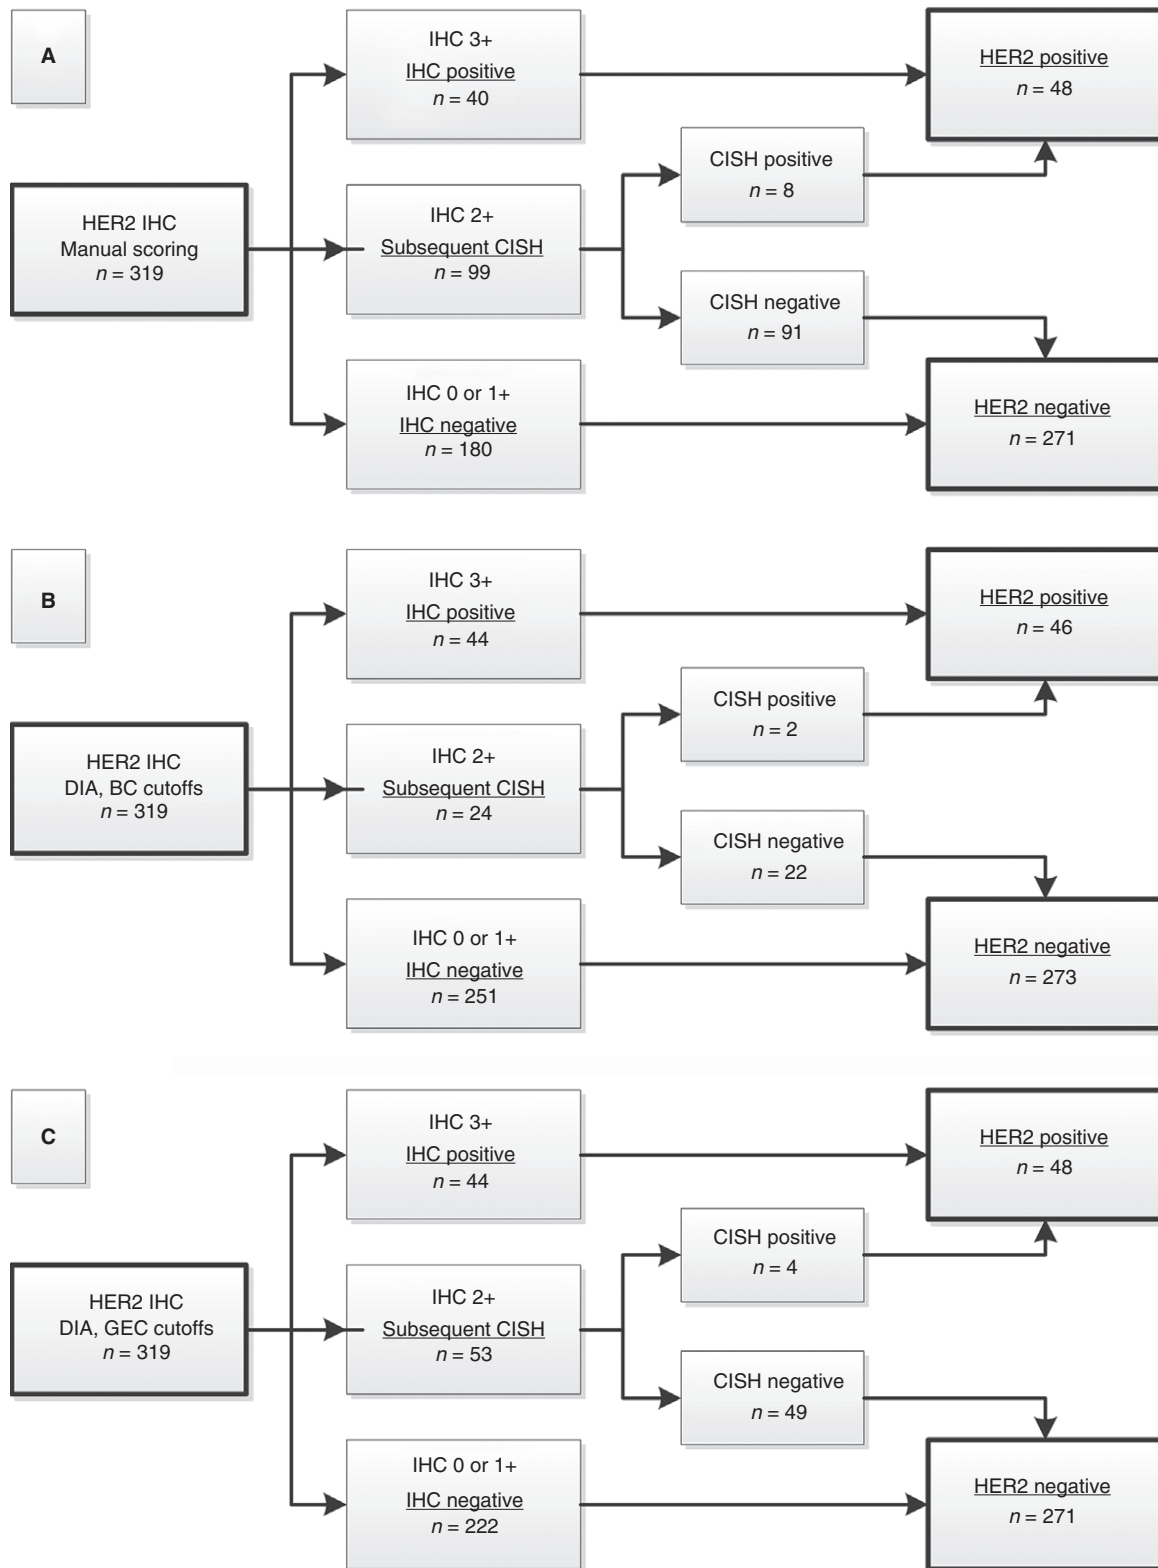 A
IHC 3+
IHC positive
n = 40
HER2 positive
n = 48
CISH positive
n = 8
HER2 IHC
Manual scoring
n = 319
IHC 2+
Subsequent CISH
n = 99
CISH negative
n = 91
IHC 0 or 1+
IHC negative
n = 180
HER2 negative
n = 271
B
IHC 3+
IHC positive
n = 44
HER2 positive
n = 46
CISH positive
n = 2
HER2 IHC
DIA, BC cutoffs
n = 319
IHC 2+
Subsequent CISH
n = 24
CISH negative
n = 22
IHC 0 or 1+
IHC negative
n = 251
HER2 negative
n = 273
C
IHC 3+
IHC positive
n = 44
HER2 positive
n = 48
CISH positive
n = 4
HER2 IHC
DIA, GEC cutoffs
n = 319
IHC 2+
Subsequent CISH
n = 53
CISH negative
n = 49
IHC 0 or 1+
IHC negative
n = 222
HER2 negative
n = 271